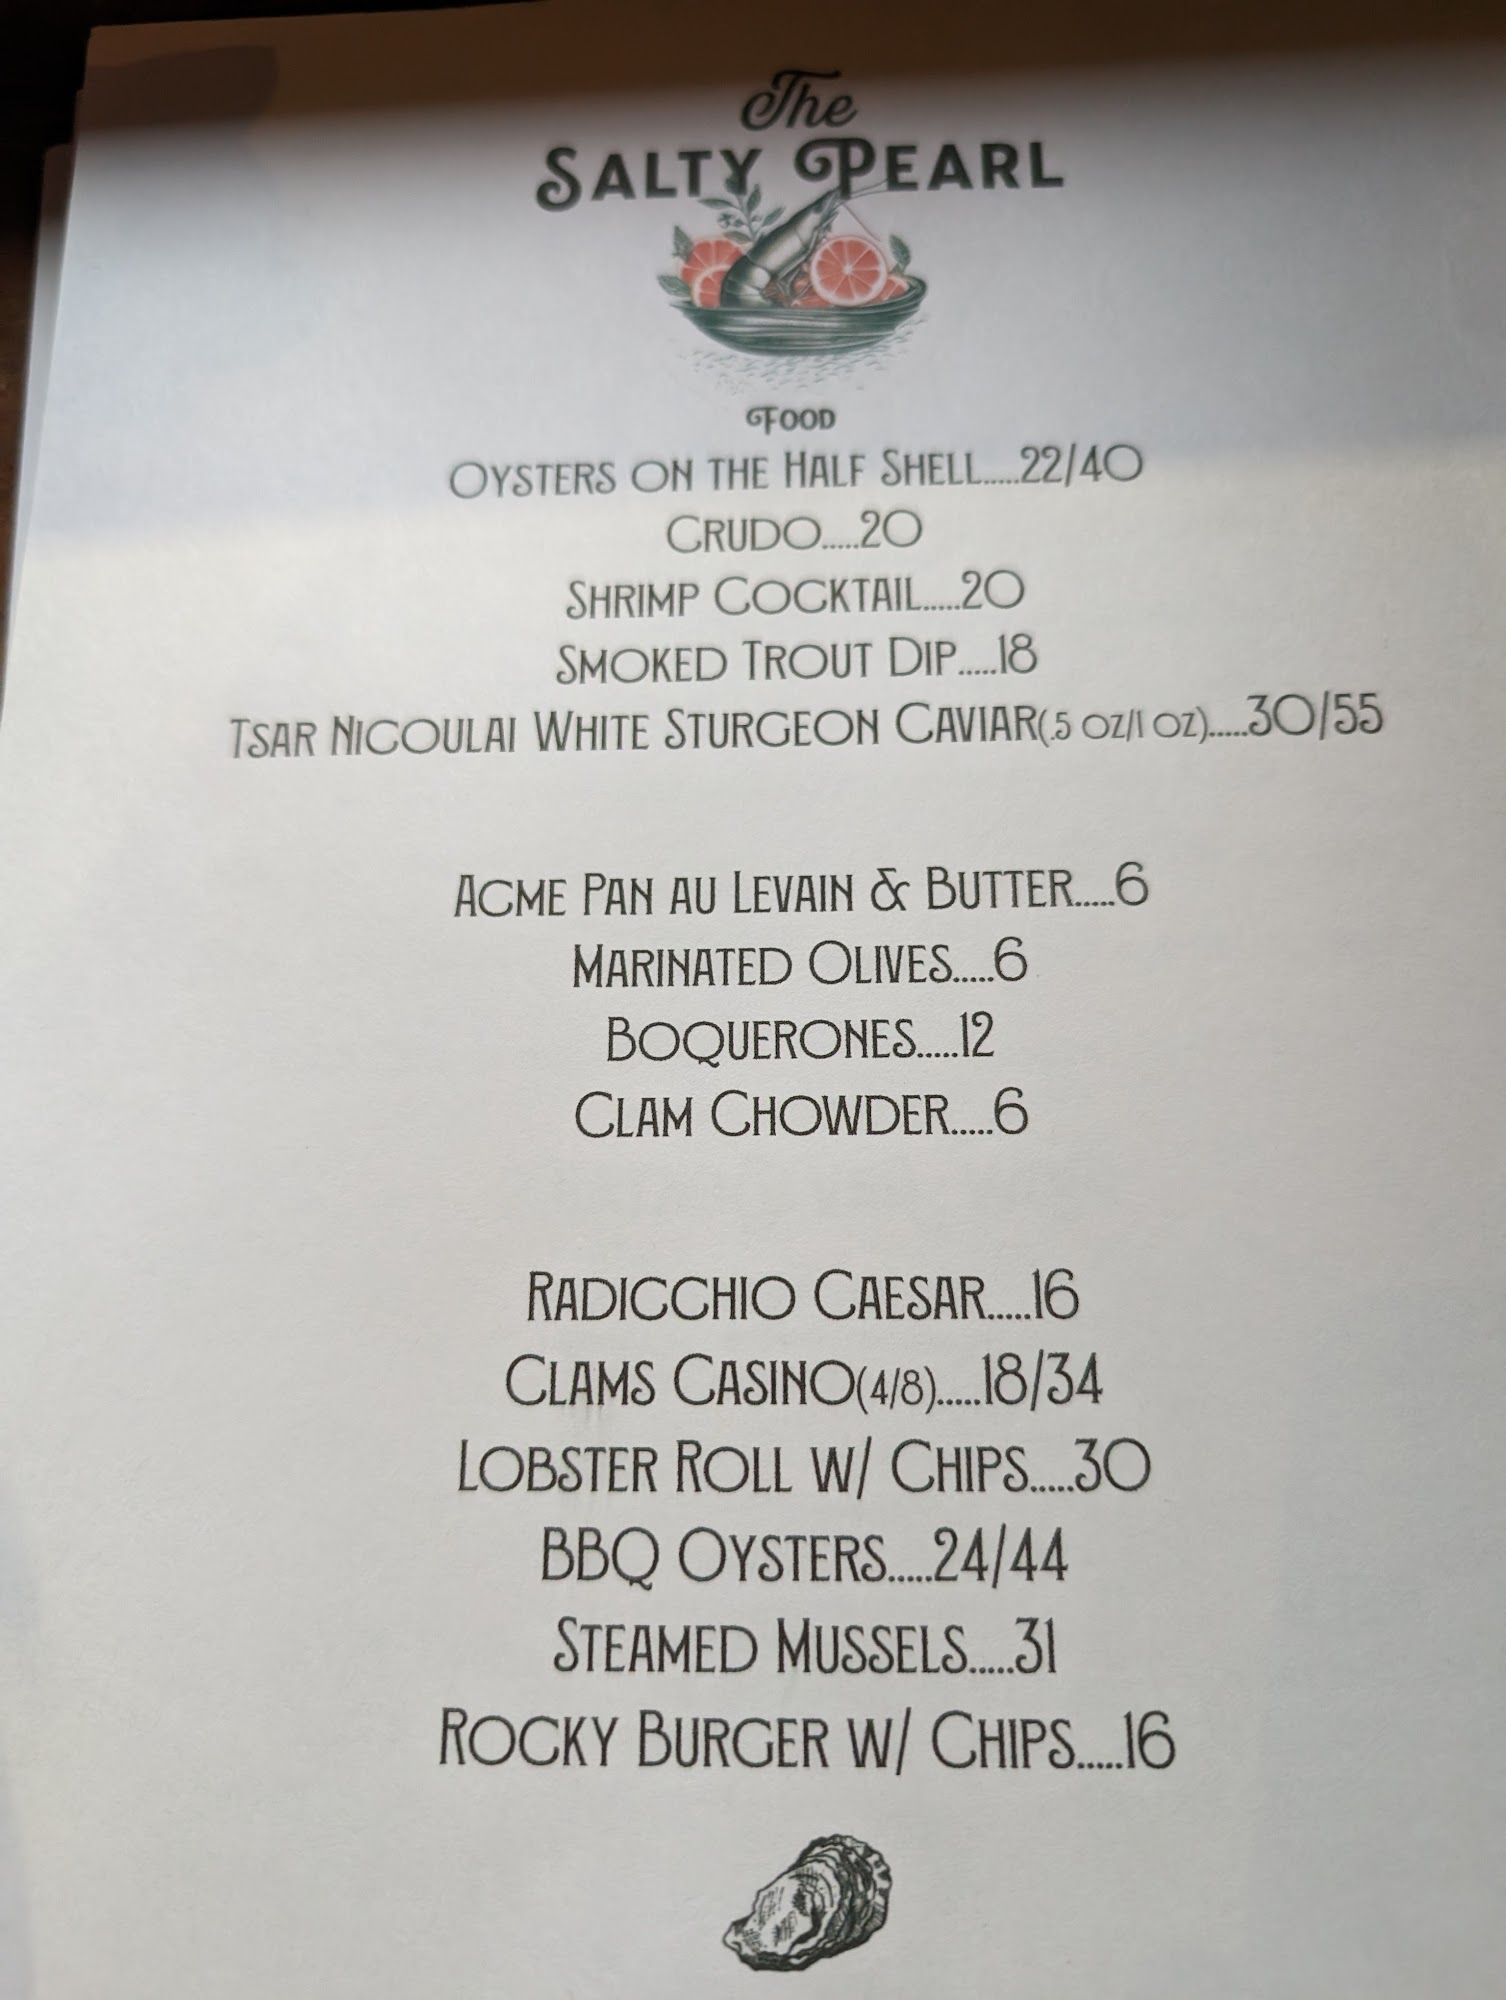 The
Salty Pearl
Food
Oysters on the Half Shell.....22/40
Crudo.....20
Shrimp Cocktail.....20
Smoked Trout Dip.....18
Tsar Nicoulai White Sturgeon Caviar(.5 oz/1 oz).....30/55
Acme Pan au Levain & Butter.....6
Marinated Olives.....6
Boquerones.....12
Clam Chowder.....6
Radicchio Caesar.....16
Clams Casino(4/8).....18/34
Lobster Roll w/ Chips.....30
BBQ Oysters.....24/44
Steamed Mussels.....31
Rocky Burger w/ Chips.....16